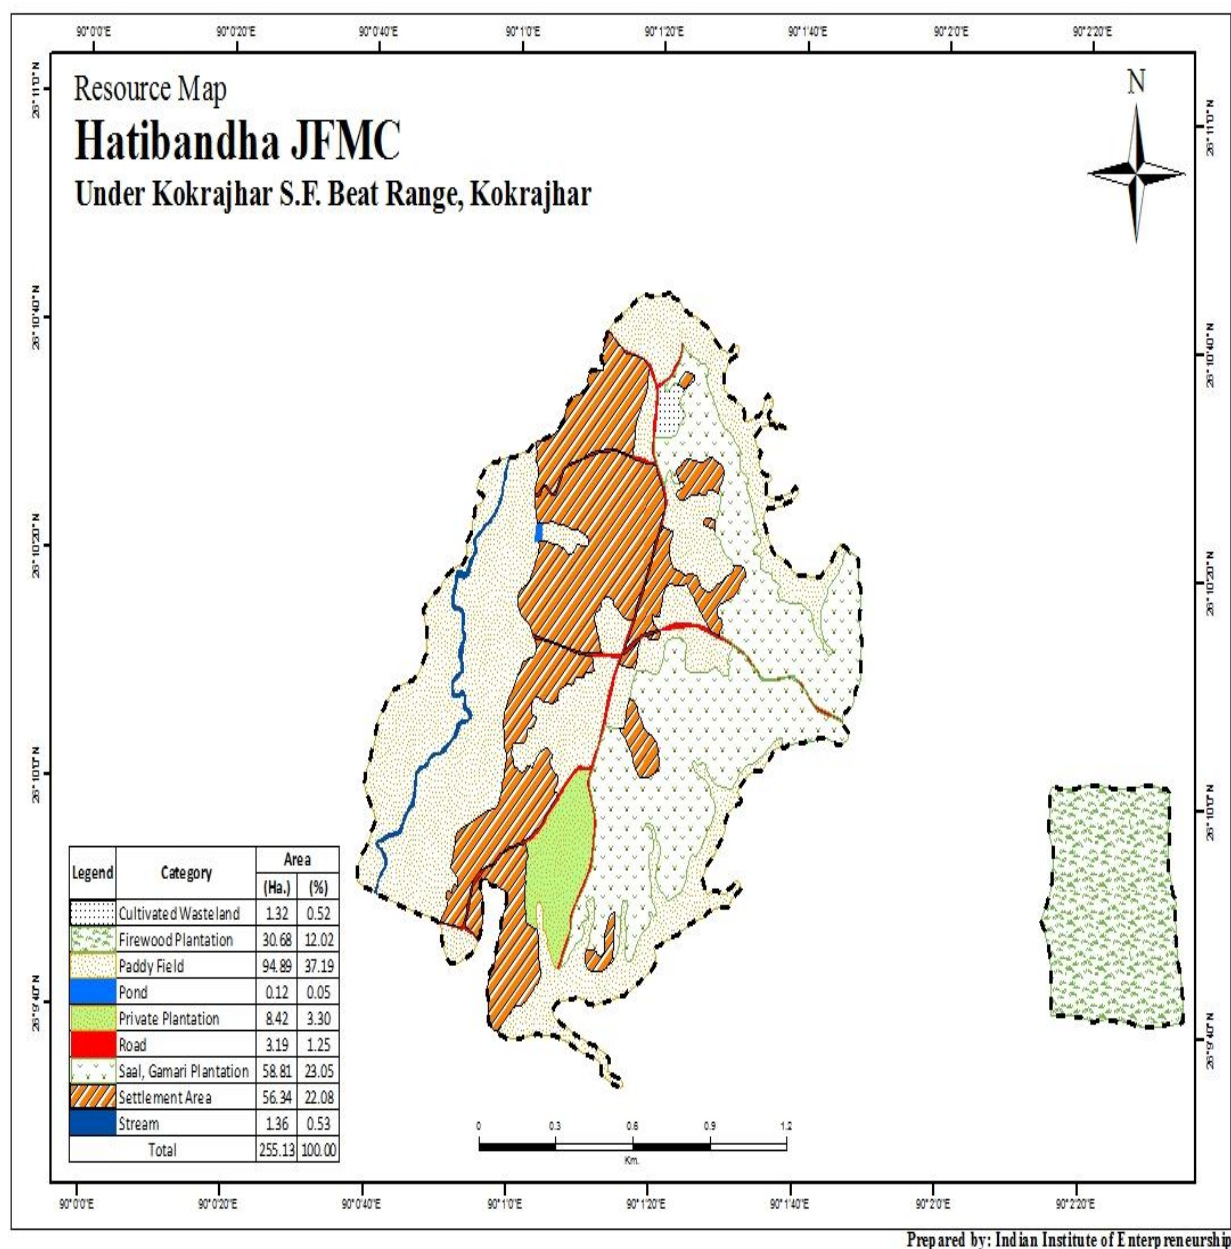 90°0'0"E 90°0'20"E 90°0'40"E 90°1'0"E 90°1'20"E 90°1'40"E 90°2'0"E 90°2'20"E
Resource Map
Hatibandha JFMC
Under Kokrajhar S.F. Beat Range, Kokrajhar
N
26°11'0"N
26°10'40"N
26°10'20"N
26°10'0"N
26°9'40"N
26°11'0"N
26°10'40"N
26°10'20"N
26°10'0"N
26°9'40"N
Legend Category Area
(Ha.) (%)
Cultivated Wasteland 1.32 0.52
Firewood Plantation 30.68 12.02
Paddy Field 94.89 37.19
Pond 0.12 0.05
Private Plantation 8.42 3.30
Road 3.19 1.25
Saal, Gamari Plantation 58.81 23.05
Settlement Area 56.34 22.08
Stream 1.36 0.53
Total 255.13 100.00
0 0.3 0.6 0.9 1.2
Km.
90°0'0"E 90°0'20"E 90°0'40"E 90°1'0"E 90°1'20"E 90°1'40"E 90°2'0"E 90°2'20"E
Prepared by: Indian Institute of Enterpreneurship